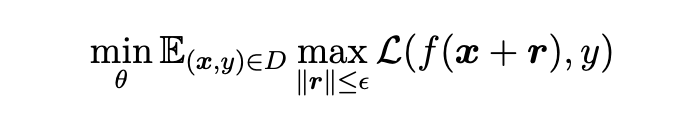 min_θ 𝔼_{(𝒙,y)∈D} max_{‖𝒓‖≤ϵ} 𝓛(f(𝒙 + 𝒓), y)